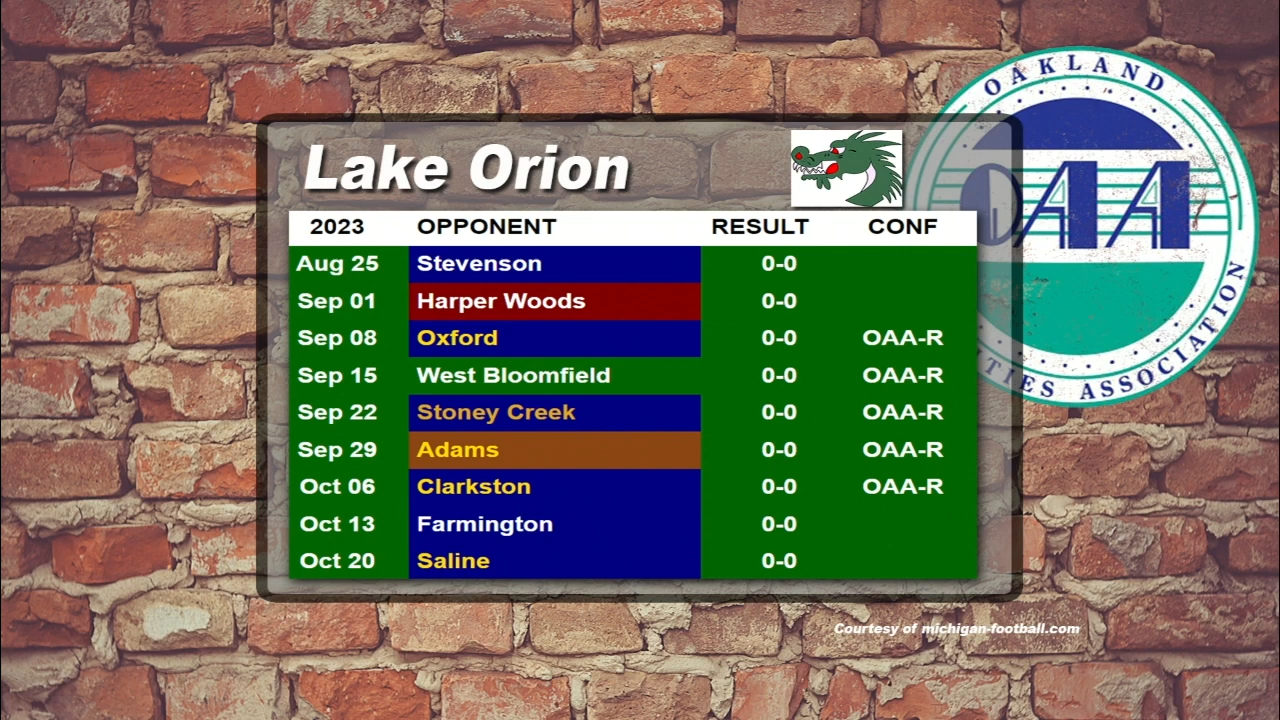 OAKLAND
Lake Orion
OAA
2023 OPPONENT RESULT CONF
Aug 25 Stevenson 0-0
Sep 01 Harper Woods 0-0
Sep 08 Oxford 0-0 OAA-R
Sep 15 West Bloomfield 0-0 OAA-R
Sep 22 Stoney Creek 0-0 OAA-R
Sep 29 Adams 0-0 OAA-R
Oct 06 Clarkston 0-0 OAA-R
Oct 13 Farmington 0-0
Oct 20 Saline 0-0
TIES ASSOCIATION
Courtesy of michigan-football.com